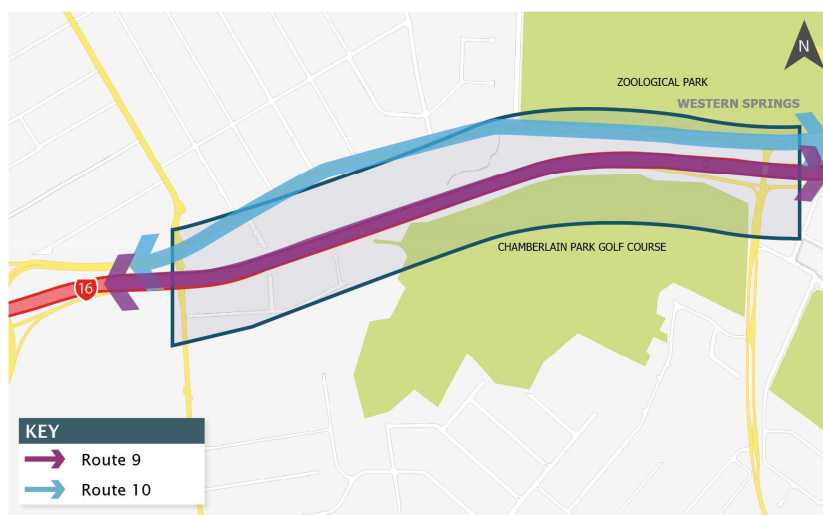 N
ZOOLOGICAL PARK
WESTERN SPRINGS
CHAMBERLAIN PARK GOLF COURSE
16
KEY
Route 9
Route 10